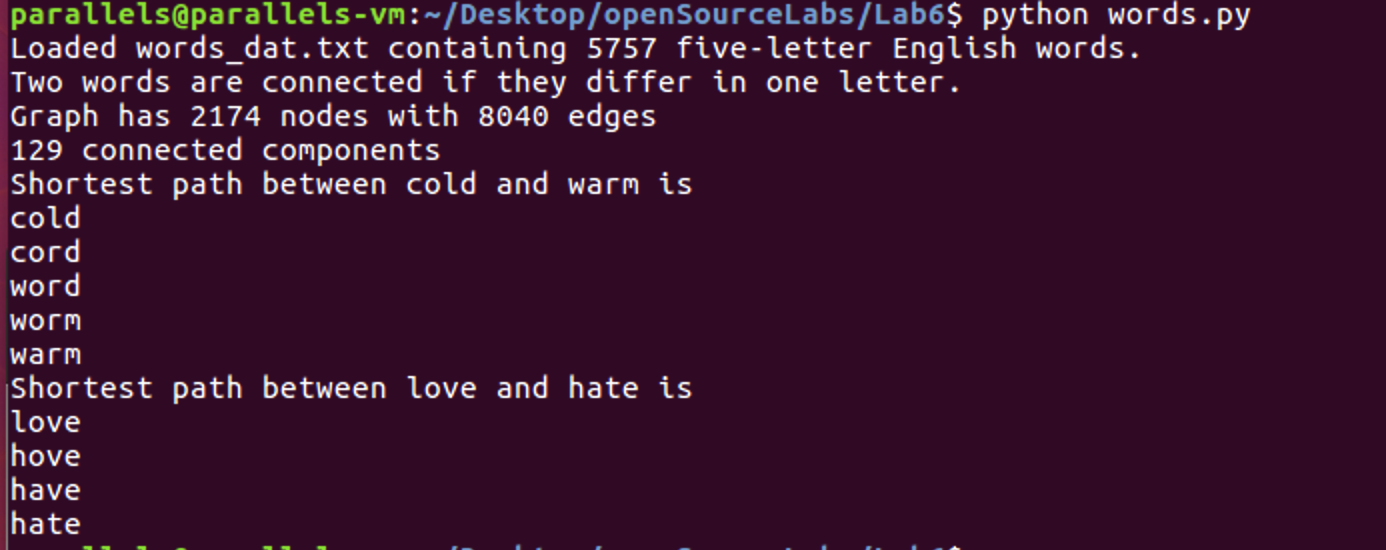 parallels@parallels-vm:~/Desktop/openSourceLabs/Lab6$ python words.py
Loaded words_dat.txt containing 5757 five-letter English words.
Two words are connected if they differ in one letter.
Graph has 2174 nodes with 8040 edges
129 connected components
Shortest path between cold and warm is
cold
cord
word
worm
warm
Shortest path between love and hate is
love
hove
have
hate